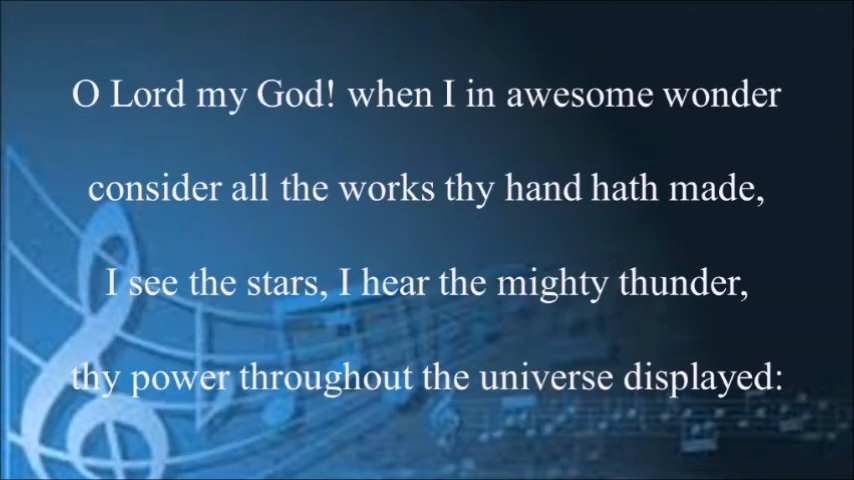 O Lord my God! when I in awesome wonder
consider all the works thy hand hath made,
I see the stars, I hear the mighty thunder,
thy power throughout the universe displayed: